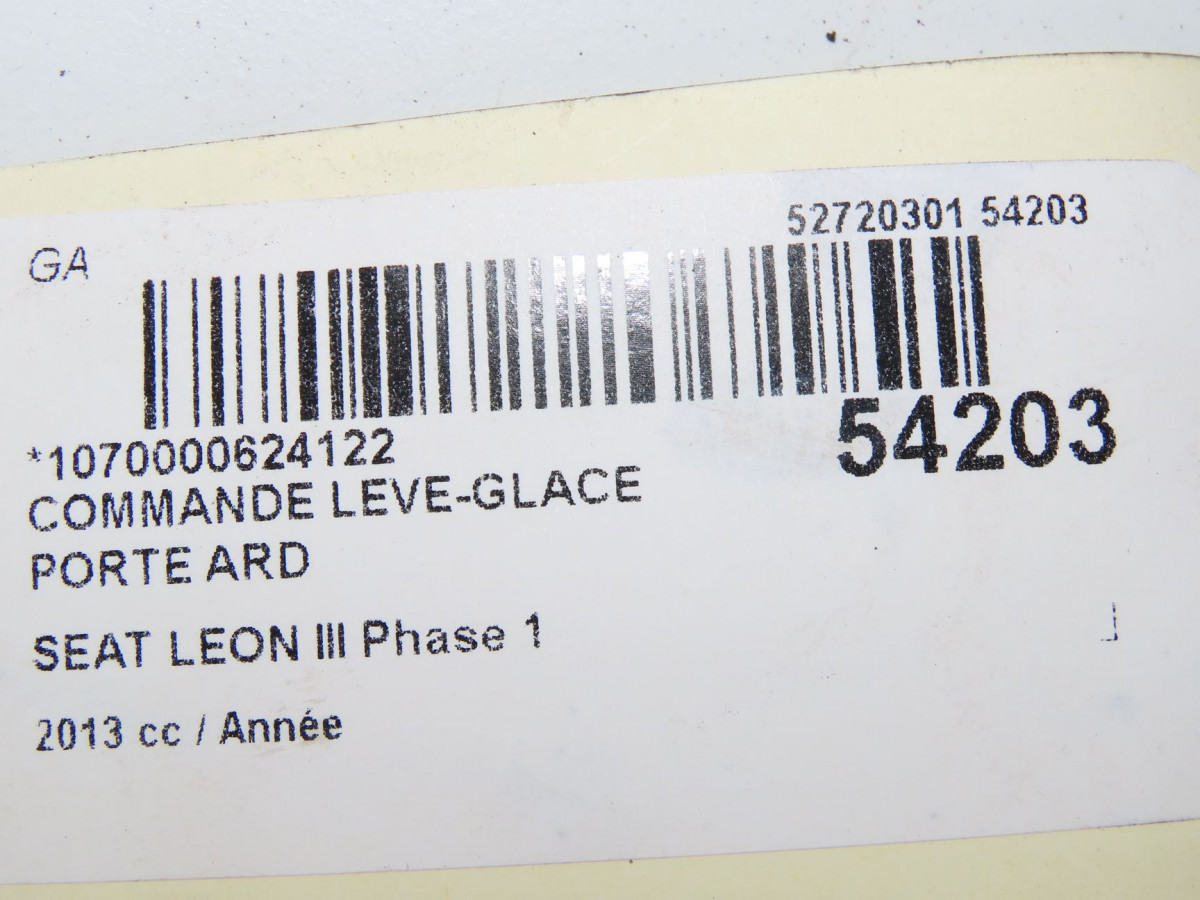 52720301 54203
GA
54203
*1070000624122
COMMANDE LEVE-GLACE
PORTE ARD
SEAT LEON III Phase 1
2013 cc / Année